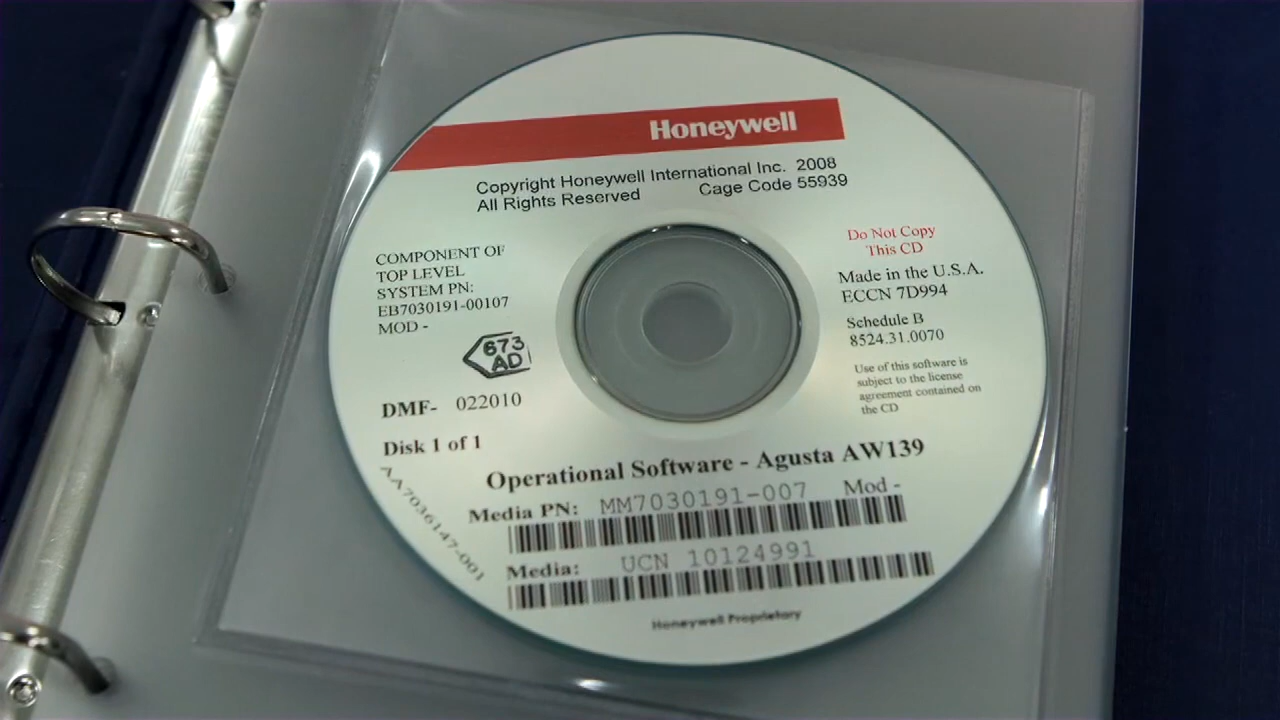 Honeywell
Copyright Honeywell International Inc. 2008
All Rights Reserved Cage Code 55939
COMPONENT OF
TOP LEVEL
SYSTEM PN:
EB7030191-00107
MOD -
673
AD
DMF- 022010
Disk 1 of 1
Do Not Copy
This CD
Made in the U.S.A.
ECCN 7D994
Schedule B
8524.31.0070
Use of this software is
subject to the license
agreement contained on
the CD
Operational Software - Agusta AW139
Media PN: MM7030191-007 Mod -
Media: UCN 10124991
AA7036147-001
Honeywell Proprietary